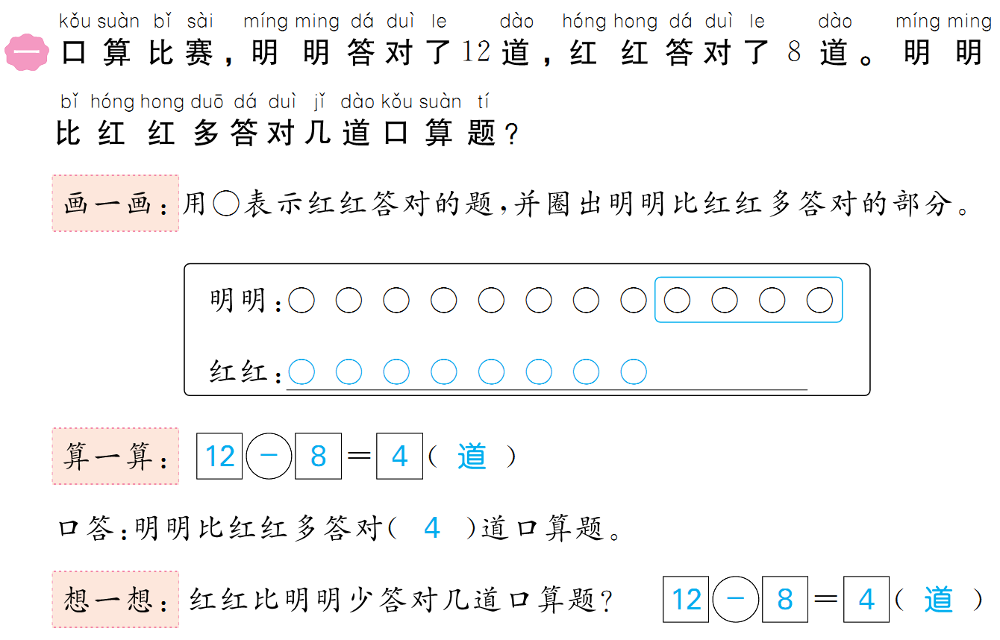 kǒu suàn bǐ sài míng ming dá duì le dào hóng hong dá duì le dào míng ming
一 口算比赛，明明答对了12道，红红答对了8道。明明
bǐ hóng hong duō dá duì jǐ dào kǒu suàn tí
比红红多答对几道口算题？
画一画：用○表示红红答对的题，并圈出明明比红红多答对的部分。
明明：○○○○○○○○○○○○
红红：○○○○○○○○
算一算：12－8＝4（道）
口答：明明比红红多答对（4）道口算题。
想一想：红红比明明少答对几道口算题？ 12－8＝4（道）